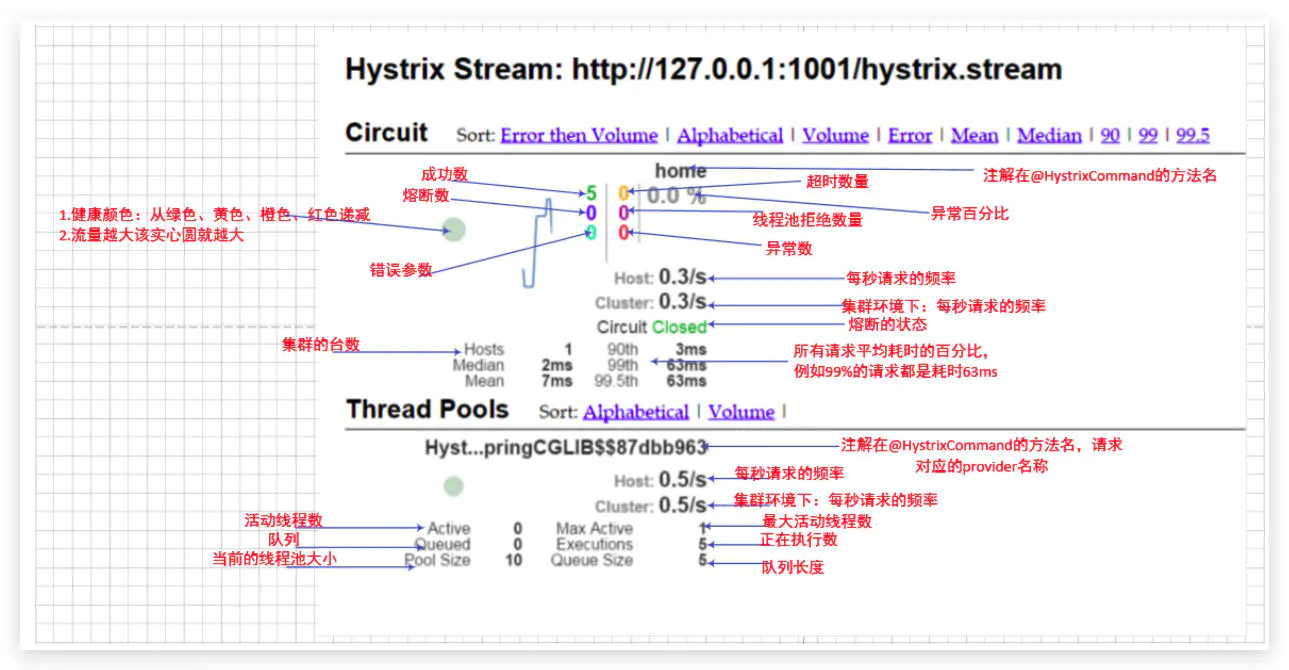 Hystrix Stream: http://127.0.0.1:1001/hystrix.stream
Circuit Sort: Error then Volume | Alphabetical | Volume | Error | Mean | Median | 90 | 99 | 99.5
home
注解在@HystrixCommand的方法名
成功数
5 0
0.0 %
超时数量
熔断数
0 0
线程池拒绝数量
异常百分比
1.健康颜色：从绿色、黄色、橙色、红色递减
2.流量越大该实心圆就越大
0 0
异常数
错误参数
Host: 0.3/s
每秒请求的频率
Cluster: 0.3/s
集群环境下：每秒请求的频率
Circuit Closed
熔断的状态
集群的台数
Hosts 1 90th 3ms
Median 2ms 99th 63ms
Mean 7ms 99.5th 63ms
所有请求平均耗时的百分比，
例如99%的请求都是耗时63ms
Thread Pools Sort: Alphabetical | Volume |
Hyst...pringCGLIB$$87dbb963
注解在@HystrixCommand的方法名，请求
对应的provider名称
Host: 0.5/s
每秒请求的频率
Cluster: 0.5/s
集群环境下：每秒请求的频率
活动线程数
Active 0 Max Active 1
最大活动线程数
队列
Queued 0 Executions 5
正在执行数
当前的线程池大小
Pool Size 10 Queue Size 5
队列长度